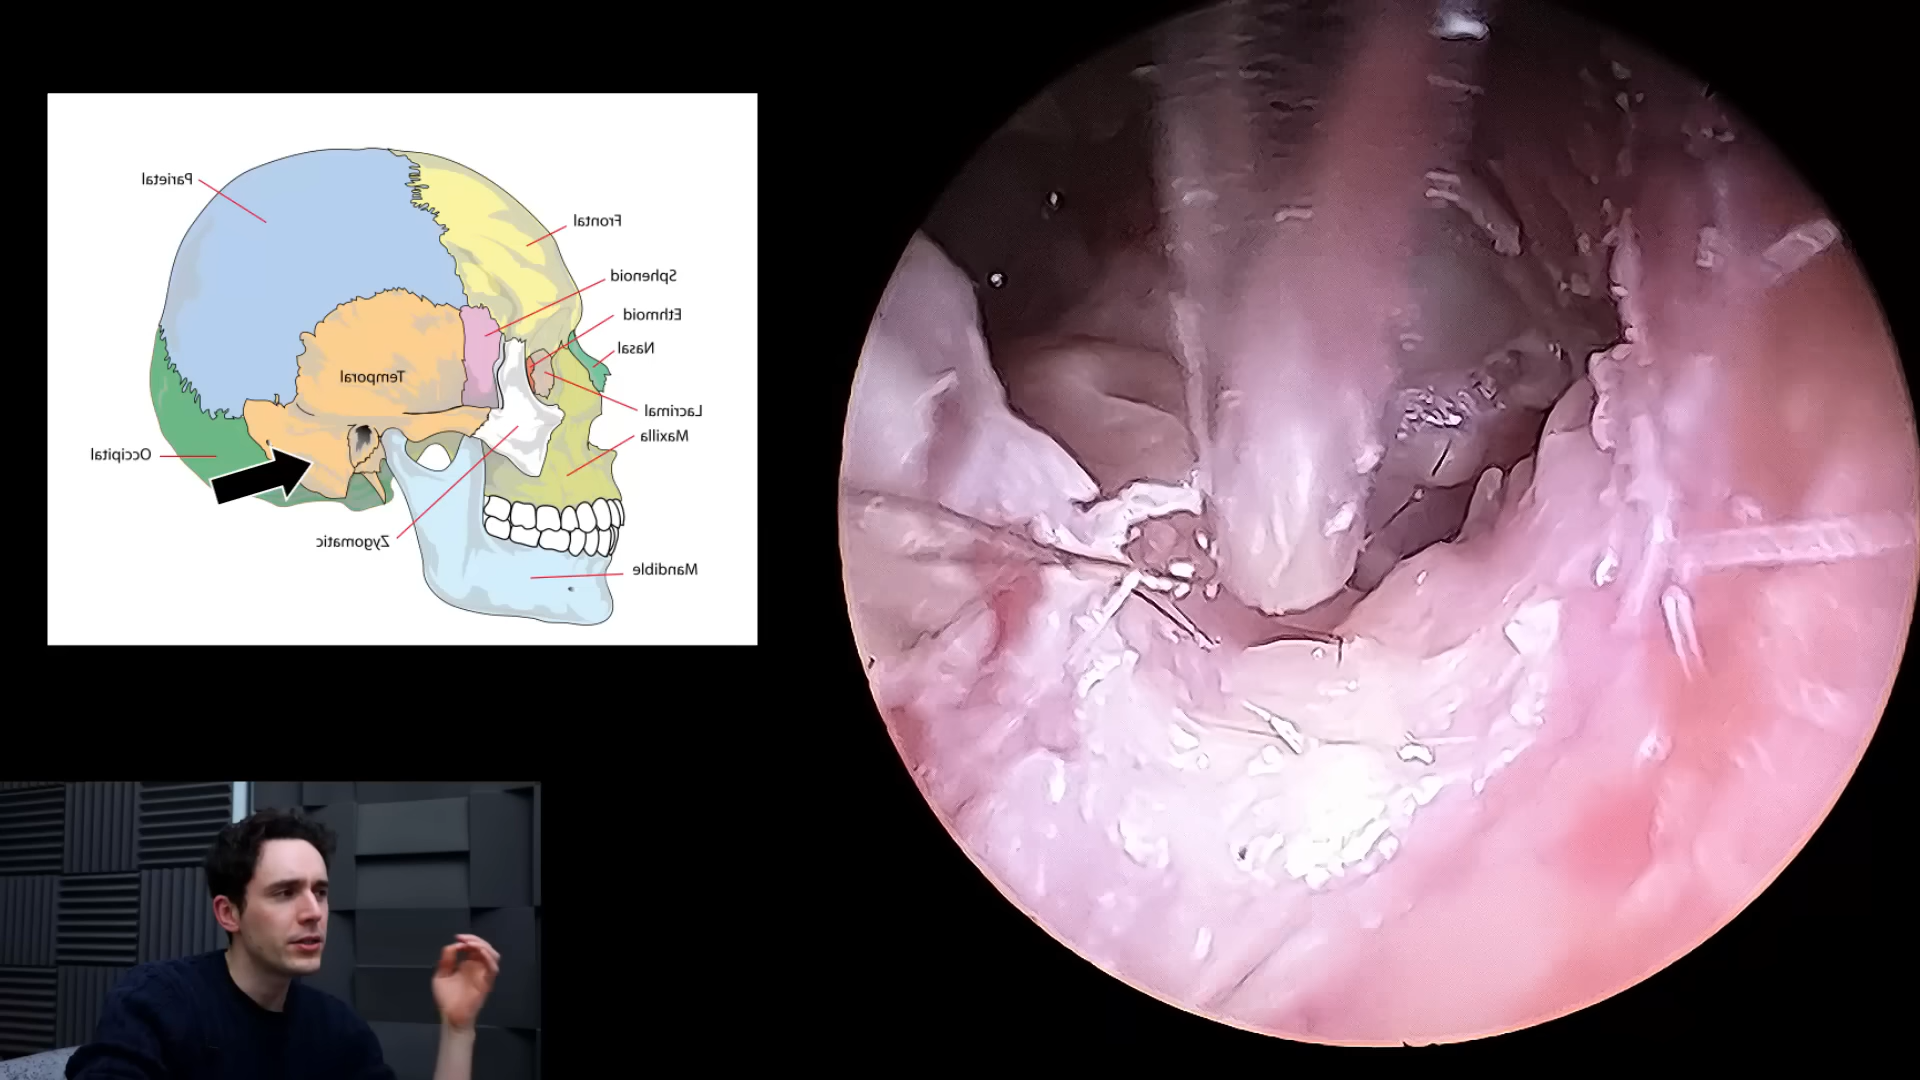 Parietal
Frontal
Sphenoid
Ethmoid
Nasal
Temporal
Lacrimal
Maxilla
Occipital
Zygomatic
Mandible